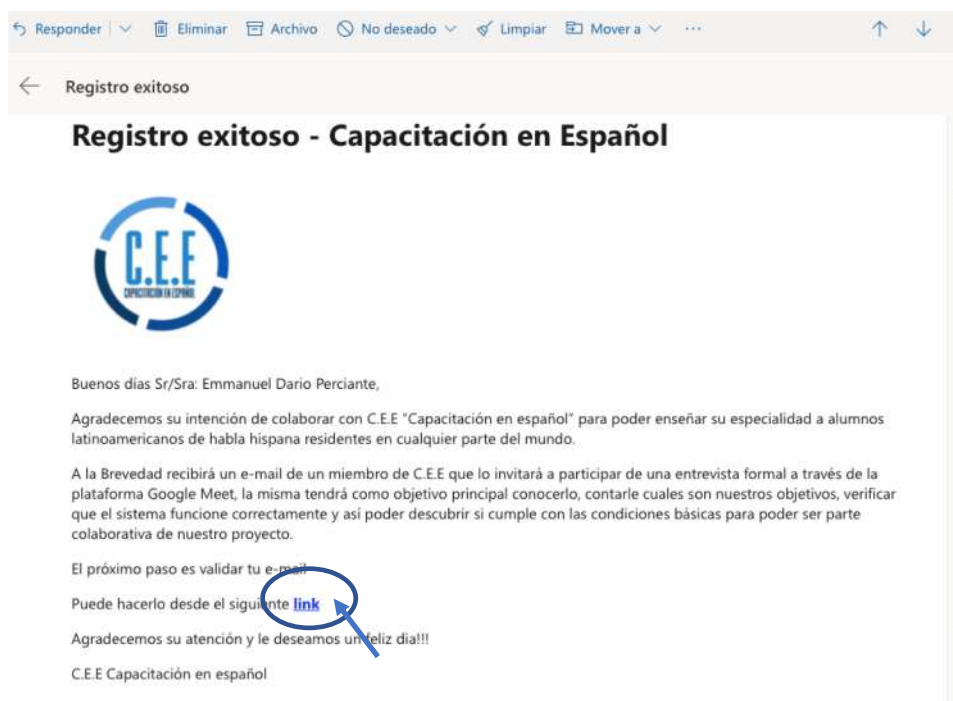 Responder Eliminar Archivo No deseado Limpiar Mover a ...
Registro exitoso
Registro exitoso - Capacitación en Español
C.E.E
CAPACITACIÓN EN ESPAÑOL
Buenos días Sr/Sra: Emmanuel Dario Perciante,
Agradecemos su intención de colaborar con C.E.E "Capacitación en español" para poder enseñar su especialidad a alumnos
latinoamericanos de habla hispana residentes en cualquier parte del mundo.
A la Brevedad recibirá un e-mail de un miembro de C.E.E que lo invitará a participar de una entrevista formal a través de la
plataforma Google Meet, la misma tendrá como objetivo principal conocerlo, contarle cuales son nuestros objetivos, verificar
que el sistema funcione correctamente y así poder descubrir si cumple con las condiciones básicas para poder ser parte
colaborativa de nuestro proyecto.
El próximo paso es validar tu e-mail
Puede hacerlo desde el siguiente link
Agradecemos su atención y le deseamos un feliz dia!!!
C.E.E Capacitación en español